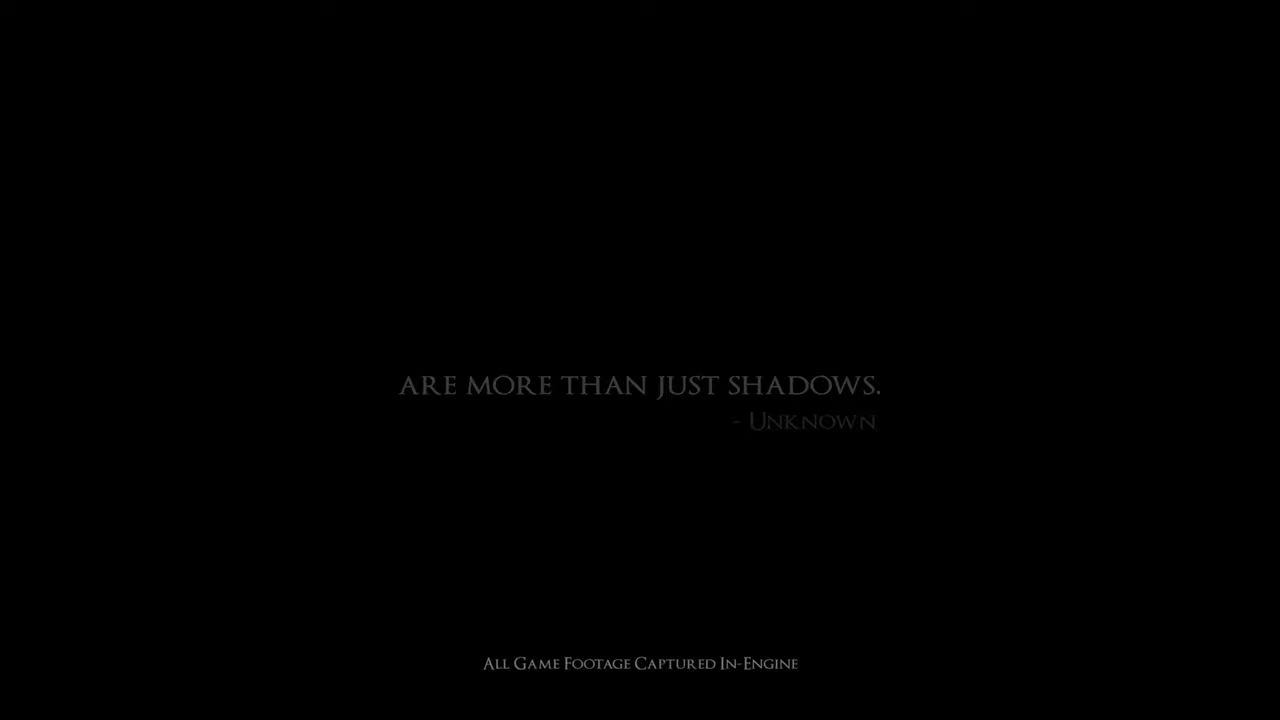 ARE MORE THAN JUST SHADOWS.
- UNKNOWN
ALL GAME FOOTAGE CAPTURED IN-ENGINE